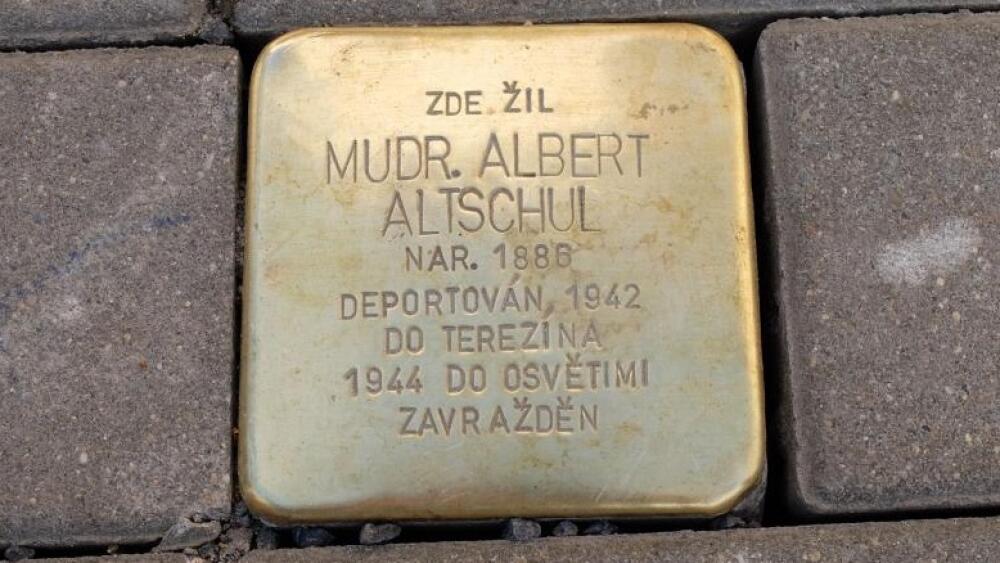 ZDE ŽIL
MUDR. ALBERT
ALTSCHUL
NAR. 1886
DEPORTOVÁN 1942
DO TEREZÍNA
1944 DO OSVĚTIMI
ZAVRAŽDĚN